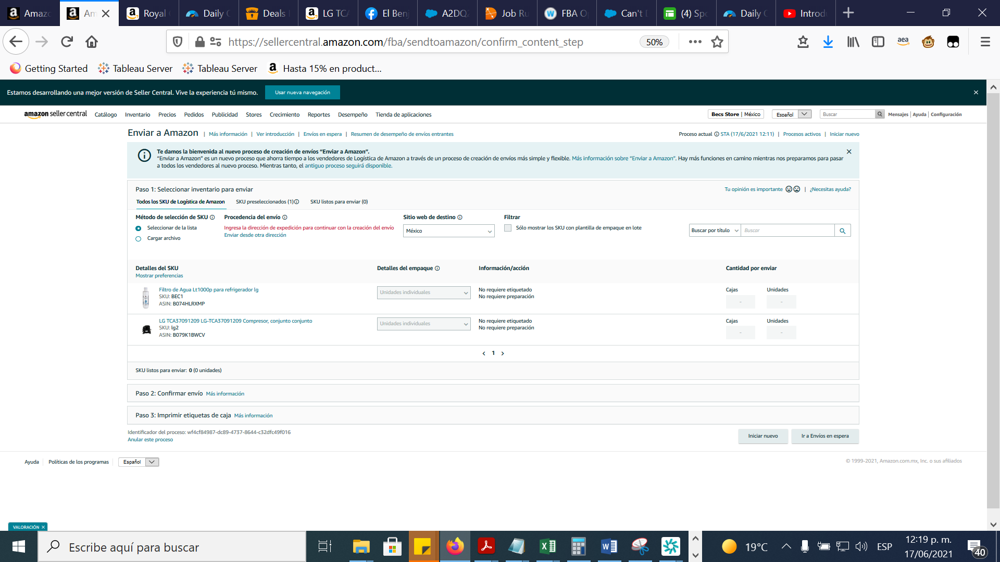 Amazo
Am
Royal
Daily C
Deals
LG TCA
El Benj
A2DQ
Job Ru
FBA O
Can't D
(4) Spo
Daily C
Introd
https://sellercentral.amazon.com/fba/sendtoamazon/confirm_content_step
50%
aea
Getting Started
Tableau Server
Tableau Server
Hasta 15% en product...
Estamos desarrollando una mejor versión de Seller Central. Vive la experiencia tú mismo.
Usar nueva navegación
amazon seller central
Catálogo
Inventario
Precios
Pedidos
Publicidad
Stores
Crecimiento
Reportes
Desempeño
Tienda de aplicaciones
Becs Store | México
Español
Buscar
Mensajes | Ayuda | Configuración
Enviar a Amazon | Más información | Ver introducción | Envíos en espera | Resumen de desempeño de envíos entrantes
Proceso actual STA (17/6/2021 12:11) | Procesos activos | Iniciar nuevo
Te damos la bienvenida al nuevo proceso de creación de envíos “Enviar a Amazon”.
“Enviar a Amazon” es un nuevo proceso que ahorra tiempo a los vendedores de Logística de Amazon a través de un proceso de creación de envíos más simple y flexible. Más información sobre “Enviar a Amazon”. Hay más funciones en camino mientras nos preparamos para pasar
a todos los vendedores al nuevo proceso. Mientras tanto, el antiguo proceso seguirá disponible.
Paso 1: Seleccionar inventario para enviar
Tu opinión es importante | ¿Necesitas ayuda?
Todos los SKU de Logística de Amazon
SKU preseleccionados (1)
SKU listos para enviar (0)
Método de selección de SKU
Seleccionar de la lista
Cargar archivo
Procedencia del envío
Ingresa la dirección de expedición para continuar con la creación del envío
Enviar desde otra dirección
Sitio web de destino
México
Filtrar
Sólo mostrar los SKU con plantilla de empaque en lote
Buscar por título
Buscar
Detalles del SKU
Mostrar preferencias
Detalles del empaque
Información/acción
Cantidad por enviar
Filtro de Agua Lt1000p para refrigerador lg
SKU: BEC1
ASIN: B074HLRXMP
Unidades individuales
No requiere etiquetado
No requiere preparación
Cajas
-
Unidades
-
LG TCA37091209 LG-TCA37091209 Compresor, conjunto conjunto
SKU: lg2
ASIN: B079K1BWCV
Unidades individuales
No requiere etiquetado
No requiere preparación
Cajas
-
Unidades
-
1
SKU listos para enviar: 0 (0 unidades)
Paso 2: Confirmar envío Más información
Paso 3: Imprimir etiquetas de caja Más información
Identificador del proceso: wf4cf84987-dc89-4737-8644-c32dfc49f016
Anular este proceso
Iniciar nuevo
Ir a Envíos en espera
Ayuda
Políticas de los programas
Español
© 1999-2021, Amazon.com.mx, Inc. o sus afiliados
VALORACIÓN
Escribe aquí para buscar
19°C
ESP
12:19 p. m.
17/06/2021
40